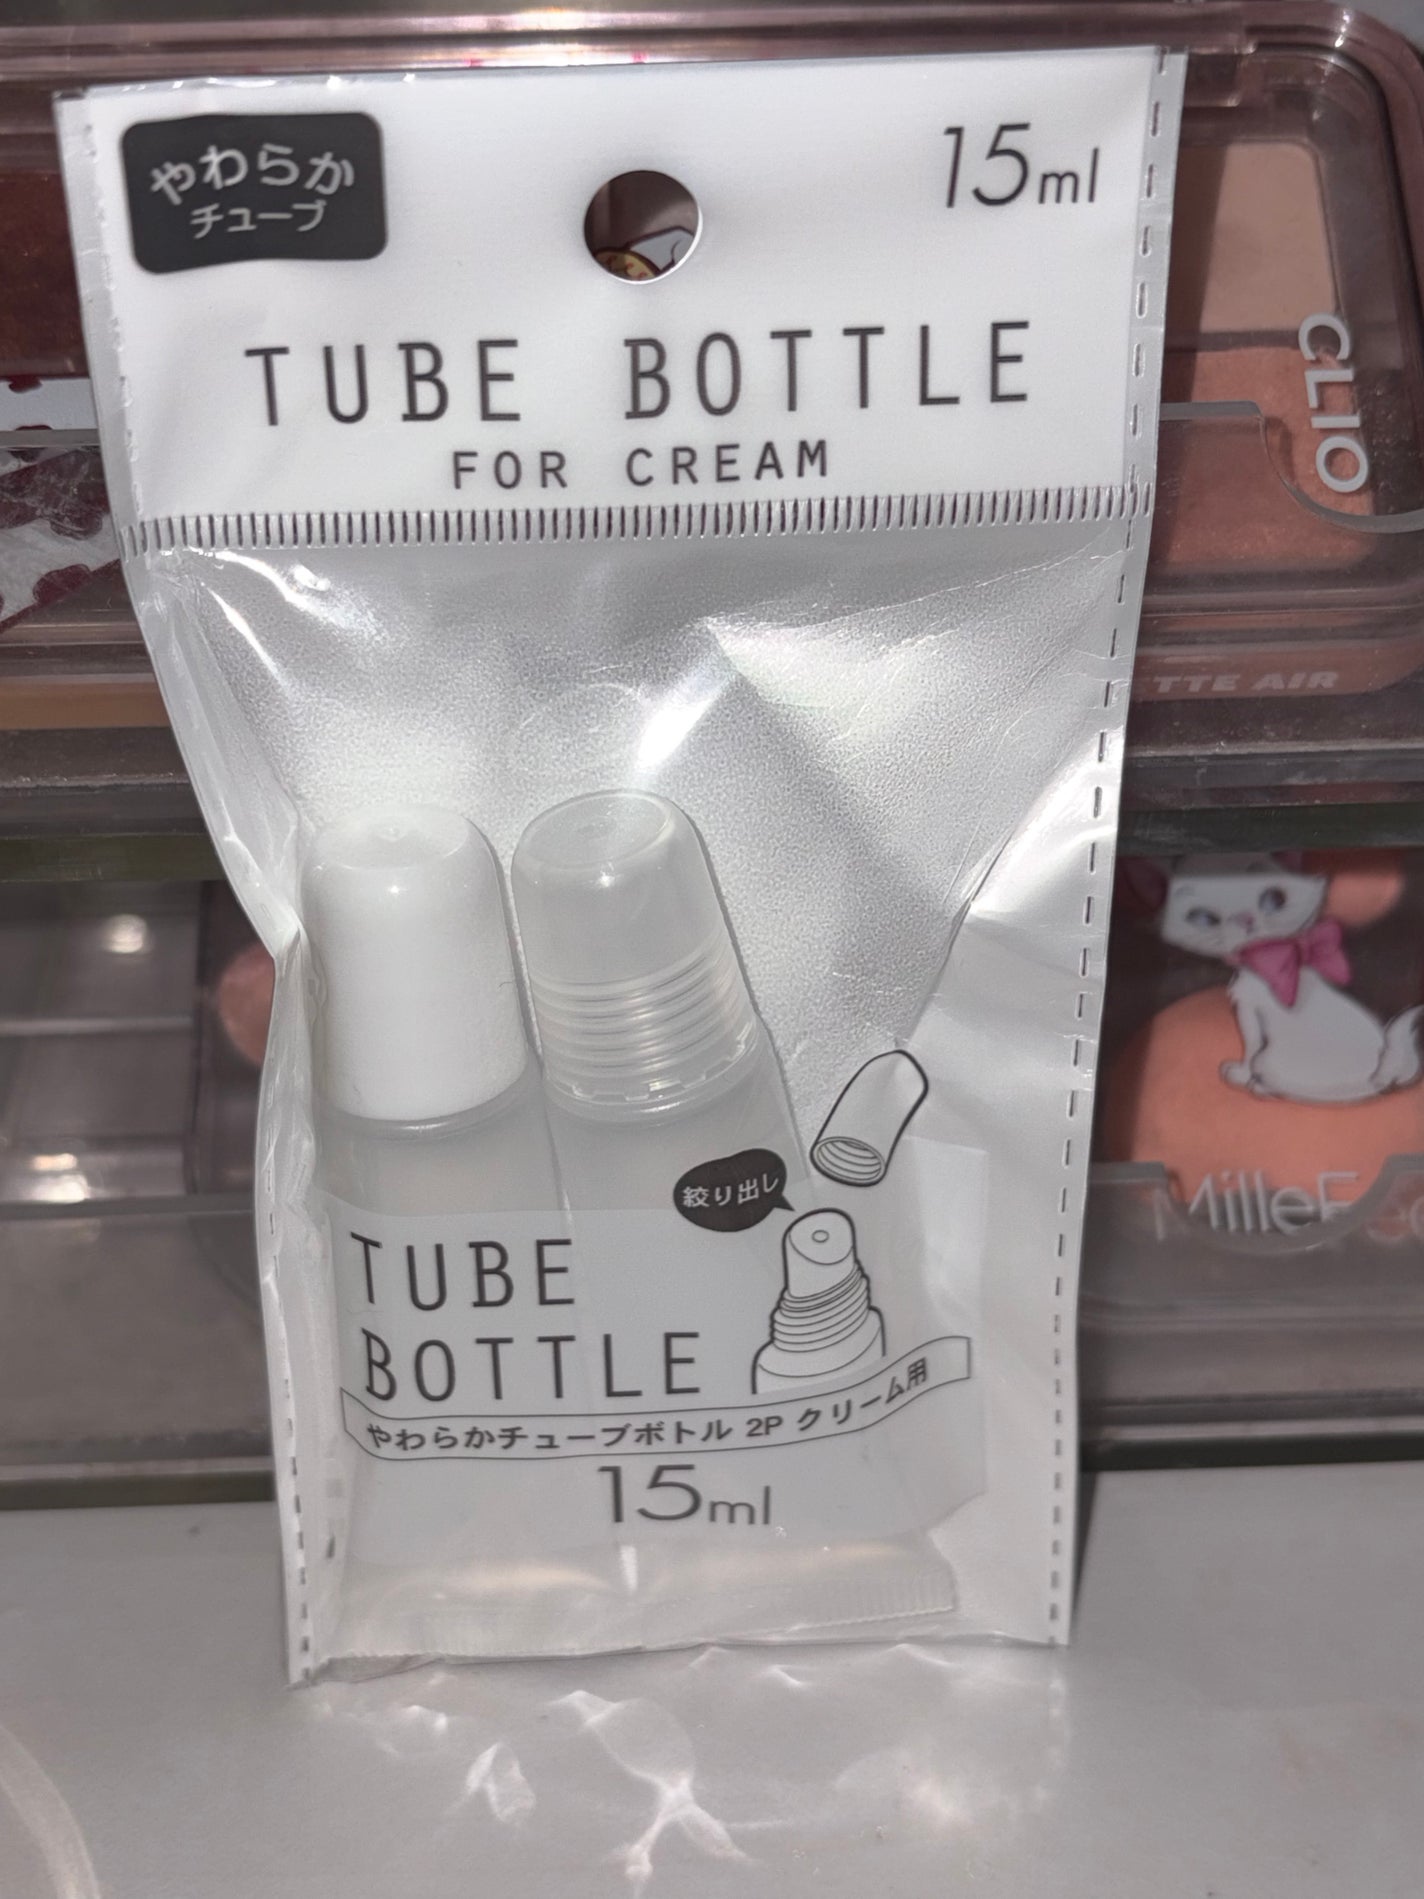 やわらか
チューブ
15ml
TUBE BOTTLE
FOR CREAM
CLIO
TTE AIR
絞り出し
TUBE
BOTTLE
やわらかチューブボトル 2P クリーム用
15ml
MilleF